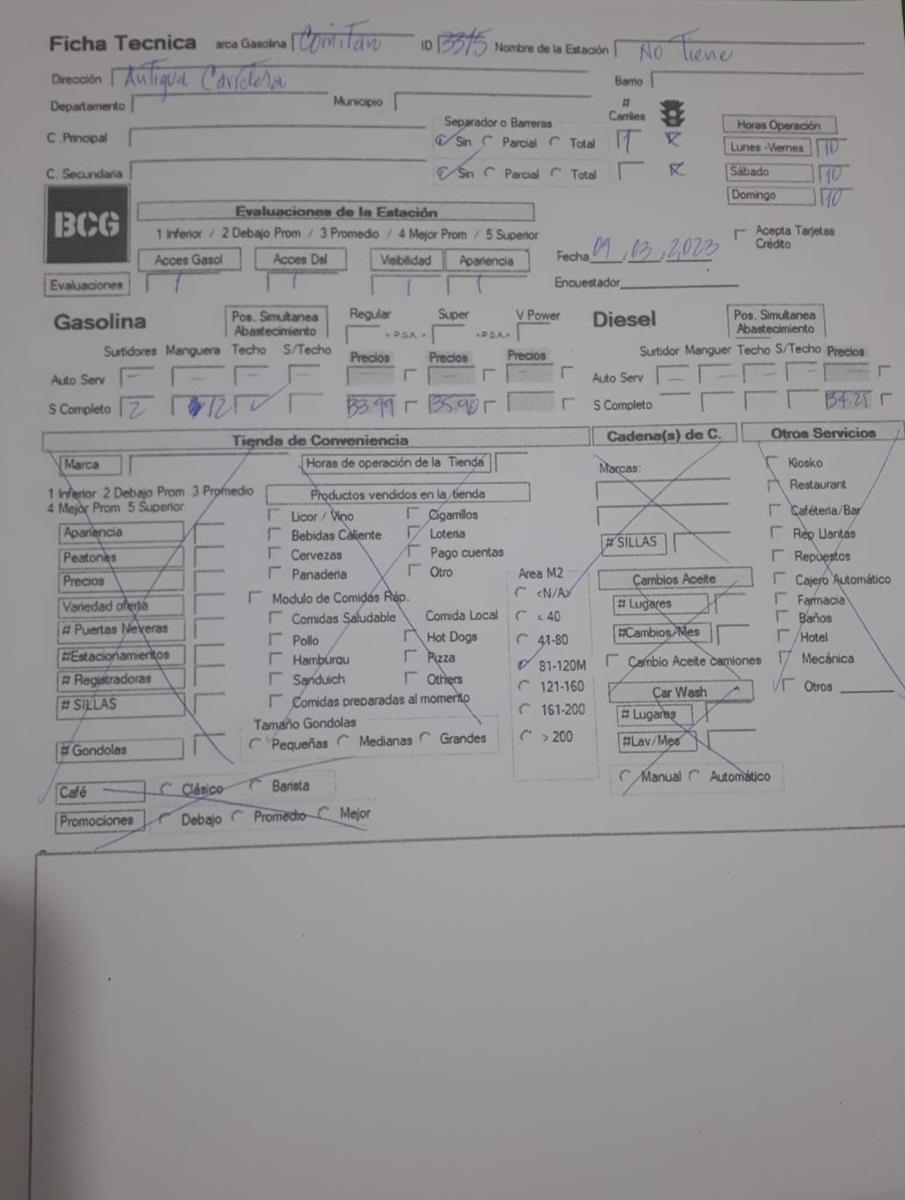 Ficha Tecnica arca Gasolina Comitan ID 3315 Nombre de la Estación No Tiene
Dirección Antigua Carretera Barrio
Departamento Municipio # Carriles
Separador o Barreras Horas Operación
C .Principal Sin Parcial Total 1 Lunes -Viernes 10
C. Secundaria Sin Parcial Total Sábado 10
Domingo 10
BCG Evaluaciones de la Estación
1 Inferior / 2 Debajo Prom / 3 Promedio / 4 Mejor Prom / 5 Superior
Acepta Tarjetas Crédito
Acces Gasol Acces Dsl Visibilidad Apariencia Fecha 09 , 03 , 2023
Evaluaciones 1 1 1 1 Encuestador
Gasolina Pos. Simultanea Abastecimiento Regular Super V Power Diesel Pos. Simultanea Abastecimiento
Surtidores Manguera Techo S/Techo Precios Precios Precios Surtidor Manguer Techo S/Techo Precios
Auto Serv — — — — — — Auto Serv — — — — —
S Completo 2 12 33.99 35.90 S Completo 34.25
Tienda de Conveniencia Cadena(s) de C. Otros Servicios
Marca Horas de operación de la Tienda Marcas: Kiosko
1 Inferior 2 Debajo Prom 3 Promedio Productos vendidos en la tienda Restaurant
4 Mejor Prom 5 Superior
Licor / Vino Cigarrillos Caféteria/Bar
Apariencia Bebidas Caliente Loteria # SILLAS Rep Llantas
Peatones Cervezas Pago cuentas Repuestos
Precios Panaderia Otro Area M2 Cambios Aceite Cajero Automático
Variedad oferta Modulo de Comidas Rap. <N/A> # Lugares Farmacia
# Puertas Neveras Comidas Saludable Comida Local < 40 Baños
#Estacionamientos Pollo Hot Dogs 41-80 #Cambios/Mes Hotel
# Registradoras Hamburgu Pizza 81-120M Cambio Aceite camiones Mecánica
# SILLAS Sanduich Others 121-160 Car Wash Otros
Comidas preparadas al momento 161-200 # Lugares
Tamaño Gondolas
# Gondolas Pequeñas Medianas Grandes > 200 #Lav/Mes
Café Clásico Barista Manual Automático
Promociones Debajo Promedio Mejor